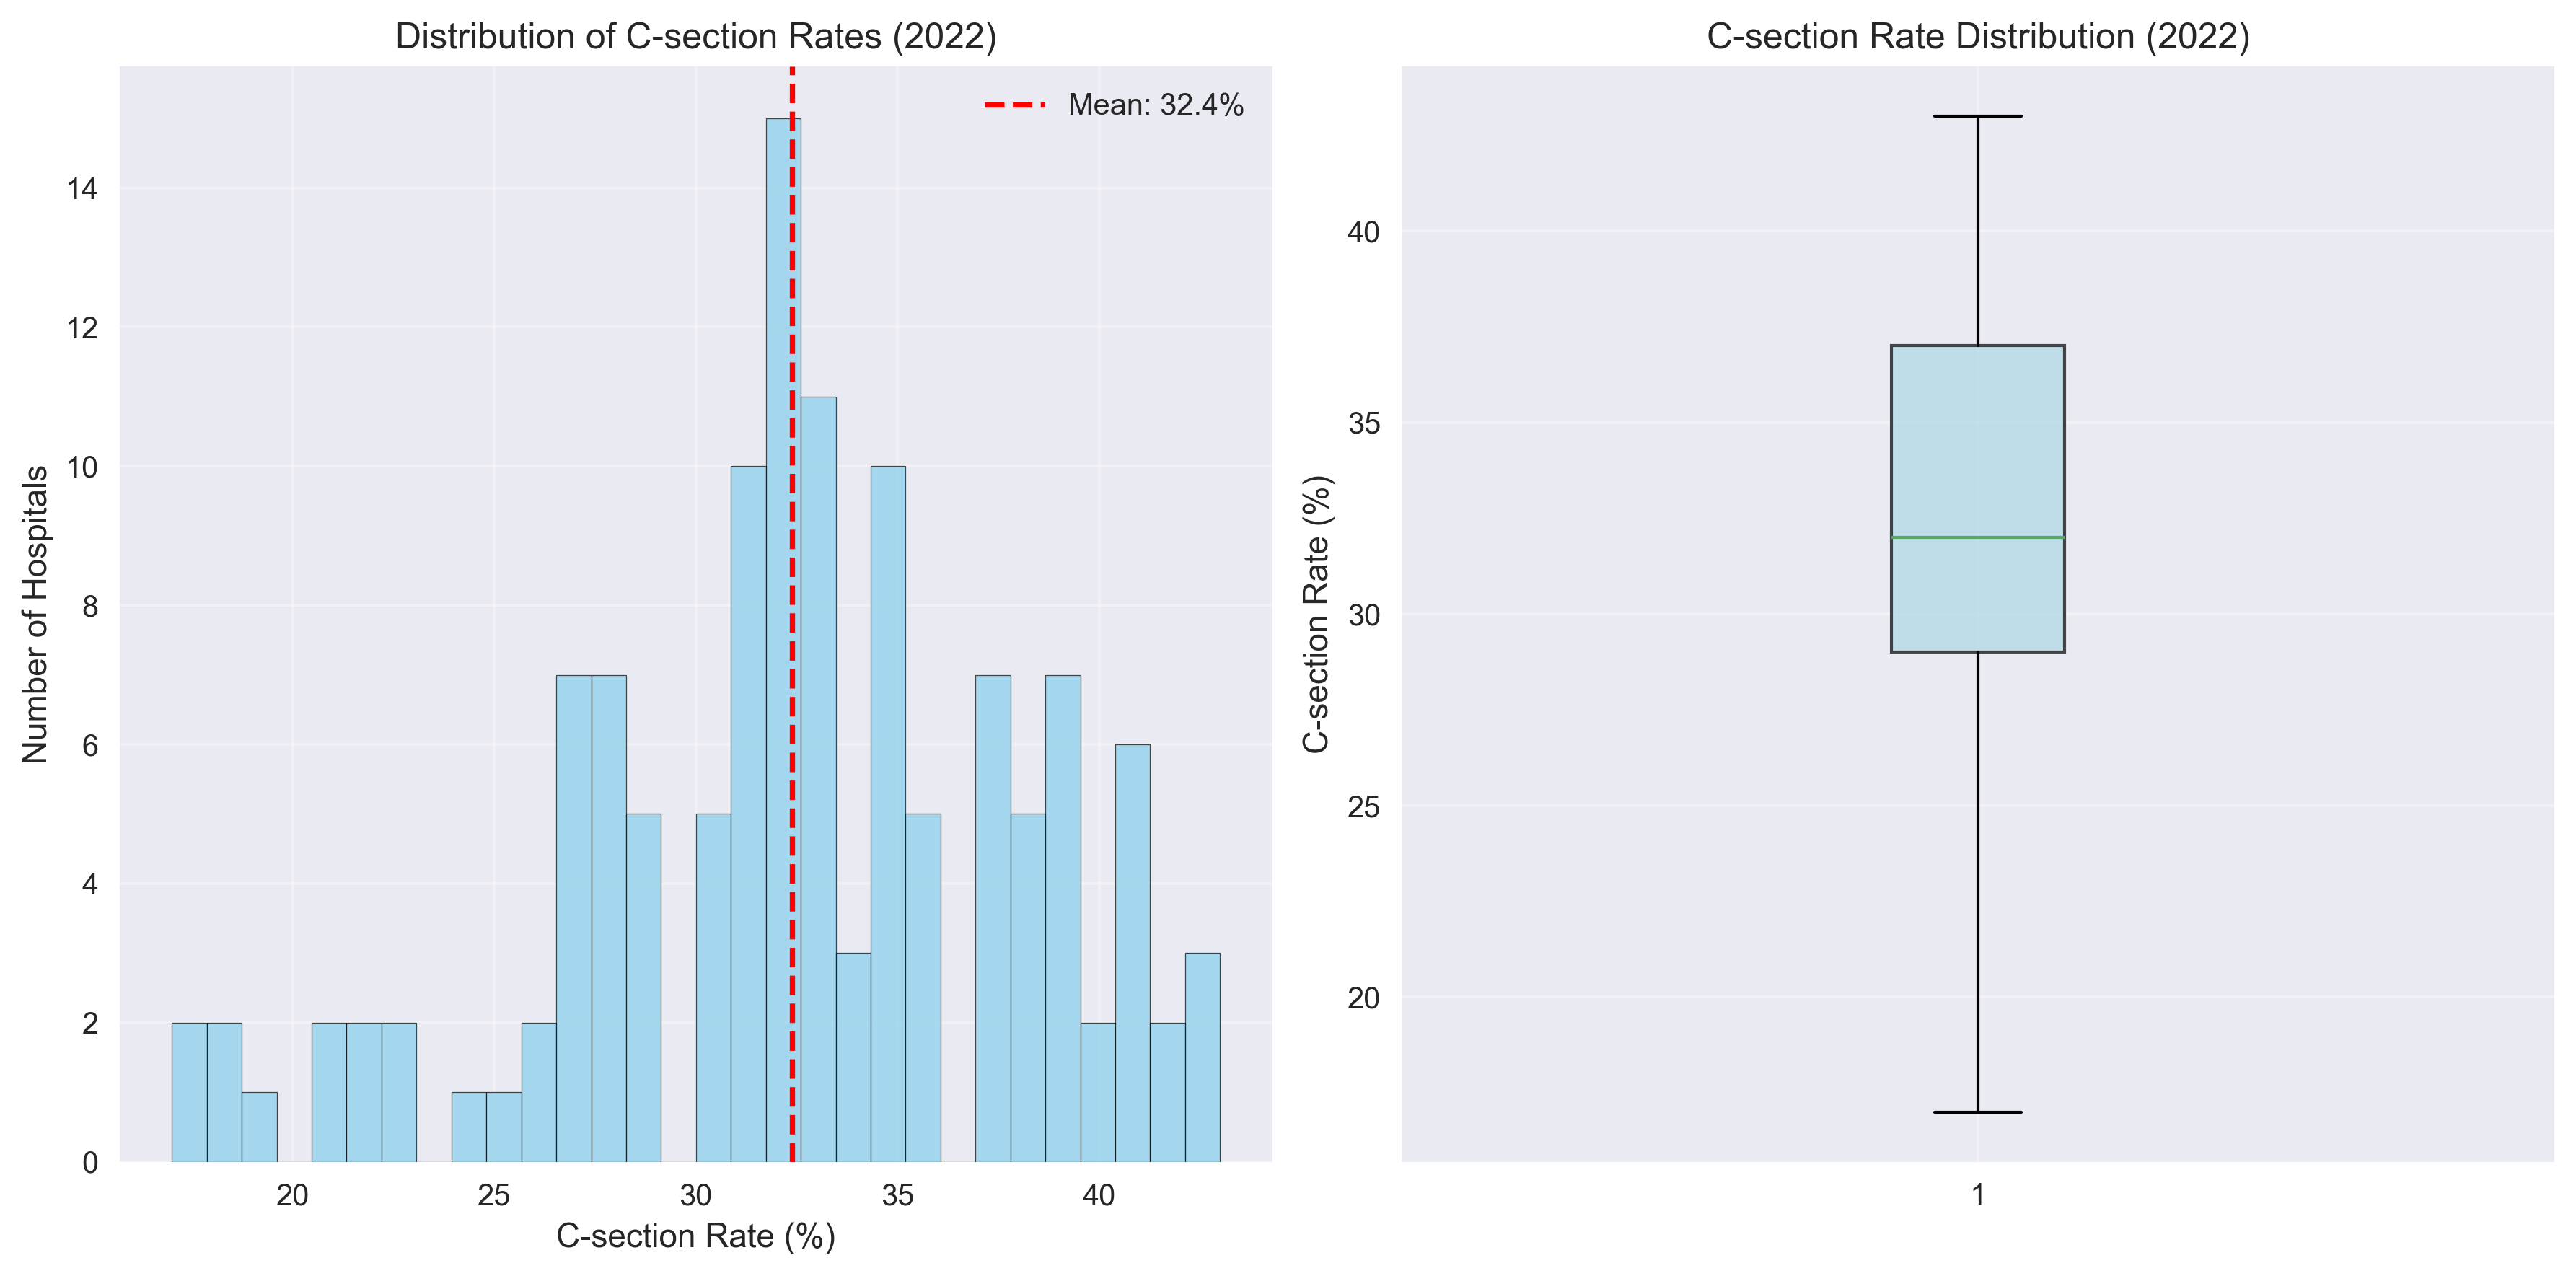 Distribution of C-section Rates (2022)
Mean: 32.4%
Number of Hospitals
14
12
10
8
6
4
2
0
20 25 30 35 40
C-section Rate (%)
C-section Rate Distribution (2022)
C-section Rate (%)
40
35
30
25
20
1